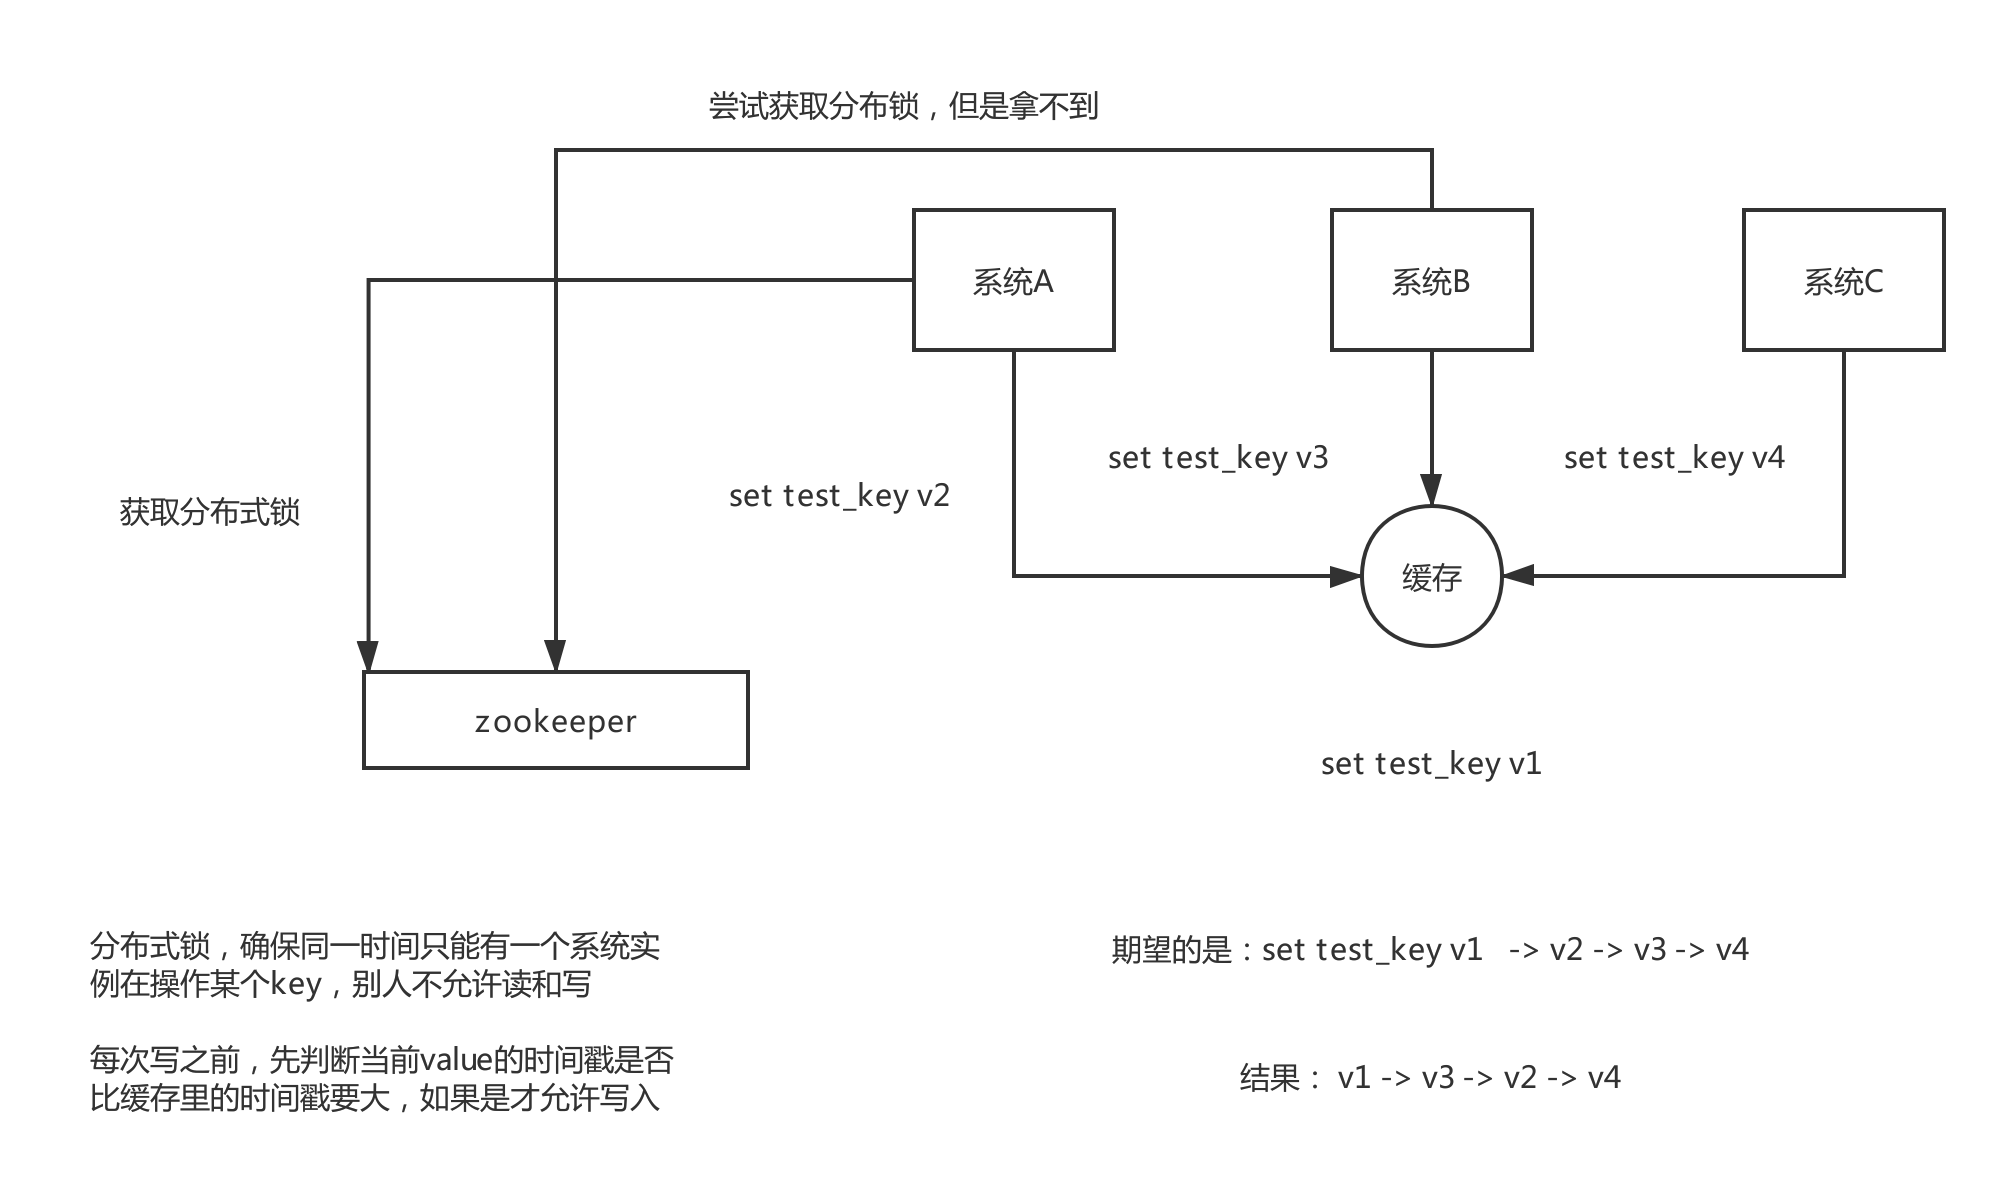 尝试获取分布锁，但是拿不到
系统A
系统B
系统C
set test_key v3
set test_key v4
set test_key v2
获取分布式锁
缓存
zookeeper
set test_key v1
分布式锁，确保同一时间只能有一个系统实
例在操作某个key，别人不允许读和写
每次写之前，先判断当前value的时间戳是否
比缓存里的时间戳要大，如果是才允许写入
期望的是：set test_key v1 -> v2 -> v3 -> v4
结果： v1 -> v3 -> v2 -> v4